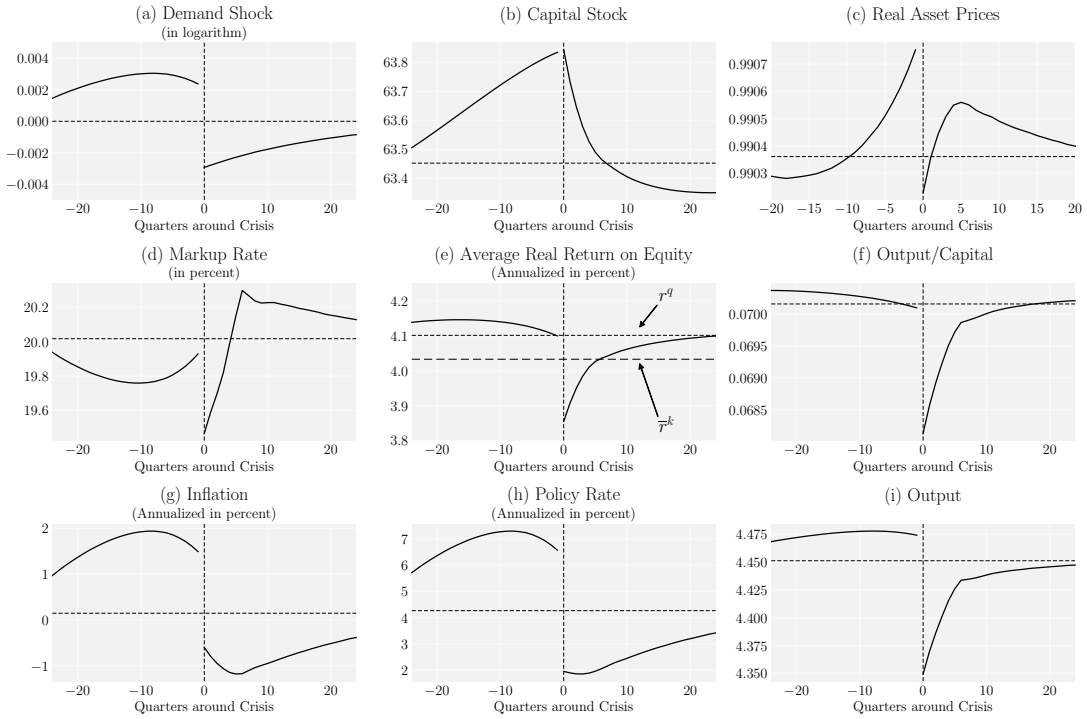 (a) Demand Shock
(in logarithm)
0.004
0.002
0.000
−0.002
−0.004
−20 −10 0 10 20
Quarters around Crisis
(b) Capital Stock
63.8
63.7
63.6
63.5
63.4
−20 −10 0 10 20
Quarters around Crisis
(c) Real Asset Prices
0.9907
0.9906
0.9905
0.9904
0.9903
−20 −15 −10 −5 0 5 10 15 20
Quarters around Crisis
(d) Markup Rate
(in percent)
20.2
20.0
19.8
19.6
−20 −10 0 10 20
Quarters around Crisis
(e) Average Real Return on Equity
(Annualized in percent)
4.2
4.1
4.0
3.9
3.8
r^q
r̅^k
−20 −10 0 10 20
Quarters around Crisis
(f) Output/Capital
0.0700
0.0695
0.0690
0.0685
−20 −10 0 10 20
Quarters around Crisis
(g) Inflation
(Annualized in percent)
2
1
0
−1
−20 −10 0 10 20
Quarters around Crisis
(h) Policy Rate
(Annualized in percent)
7
6
5
4
3
2
−20 −10 0 10 20
Quarters around Crisis
(i) Output
4.475
4.450
4.425
4.400
4.375
4.350
−20 −10 0 10 20
Quarters around Crisis